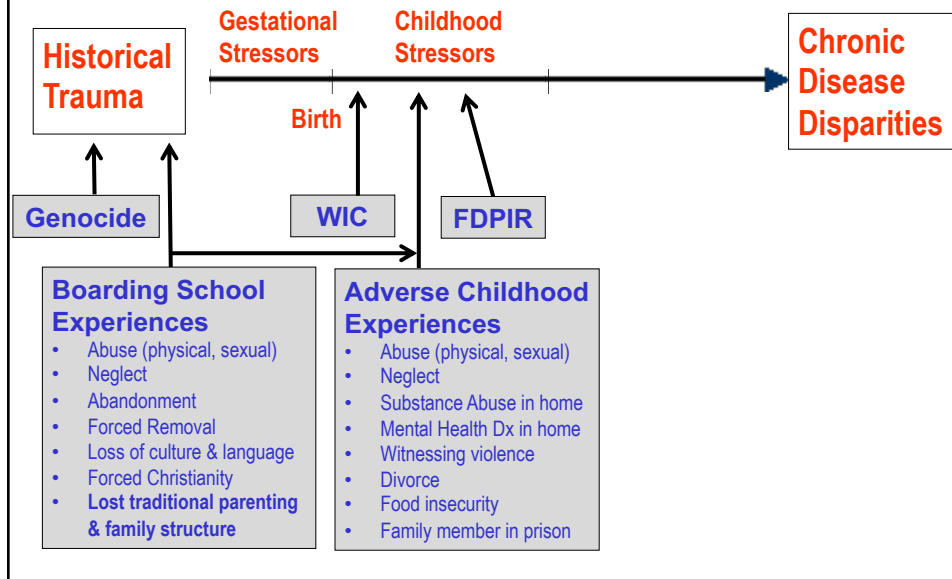 Historical
Trauma
Gestational
Stressors
Childhood
Stressors
Birth
Chronic
Disease
Disparities
Genocide
WIC
FDPIR
Boarding School
Experiences
• Abuse (physical, sexual)
• Neglect
• Abandonment
• Forced Removal
• Loss of culture & language
• Forced Christianity
• Lost traditional parenting
& family structure
Adverse Childhood
Experiences
• Abuse (physical, sexual)
• Neglect
• Substance Abuse in home
• Mental Health Dx in home
• Witnessing violence
• Divorce
• Food insecurity
• Family member in prison